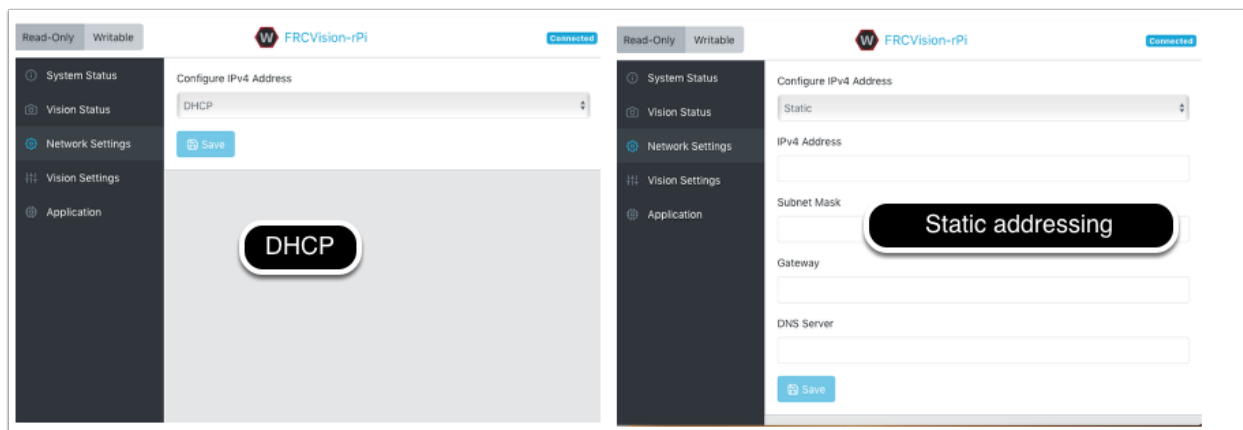 Read-Only Writable
W FRCVision-rPi
Connected
System Status
Vision Status
Network Settings
Vision Settings
Application
Configure IPv4 Address
DHCP
Save
DHCP
Read-Only Writable
W FRCVision-rPi
Connected
System Status
Vision Status
Network Settings
Vision Settings
Application
Configure IPv4 Address
Static
IPv4 Address
Subnet Mask
Static addressing
Gateway
DNS Server
Save